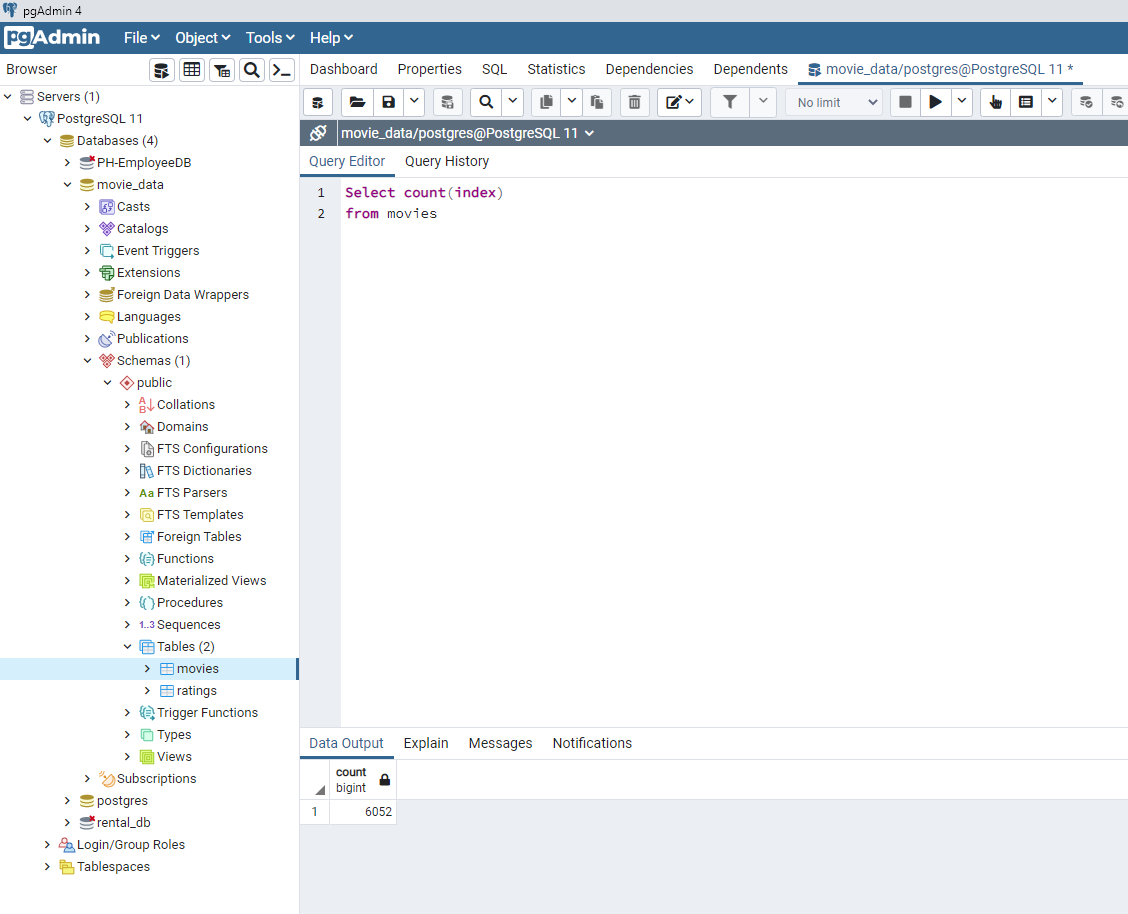 pgAdmin 4
pgAdmin File Object Tools Help
Browser
Dashboard Properties SQL Statistics Dependencies Dependents movie_data/postgres@PostgreSQL 11 *
No limit
movie_data/postgres@PostgreSQL 11
Query Editor Query History
1 Select count(index)
2 from movies
Servers (1)
PostgreSQL 11
Databases (4)
PH-EmployeeDB
movie_data
Casts
Catalogs
Event Triggers
Extensions
Foreign Data Wrappers
Languages
Publications
Schemas (1)
public
Collations
Domains
FTS Configurations
FTS Dictionaries
Aa FTS Parsers
FTS Templates
Foreign Tables
Functions
Materialized Views
Procedures
1..3 Sequences
Tables (2)
movies
ratings
Trigger Functions
Types
Views
Subscriptions
postgres
rental_db
Login/Group Roles
Tablespaces
Data Output Explain Messages Notifications
count
bigint
1 6052